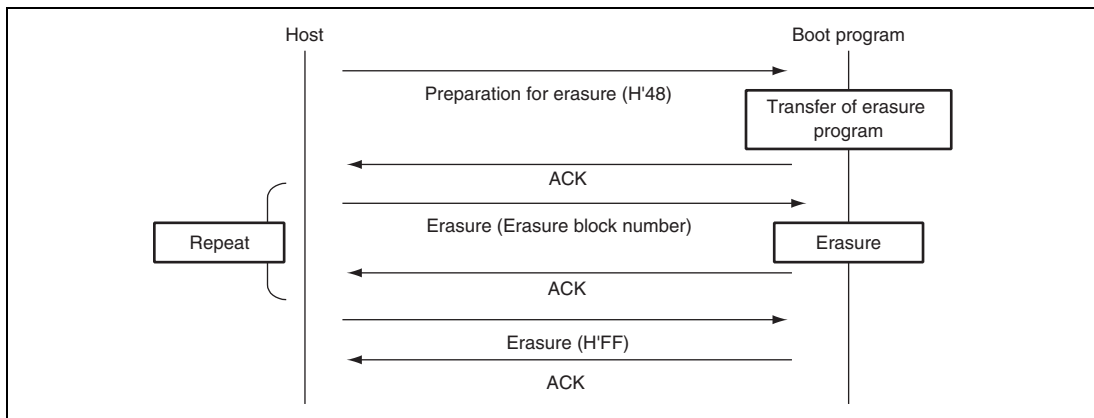 Host
Boot program
Preparation for erasure (H'48)
Transfer of erasure
program
ACK
Erasure (Erasure block number)
Repeat
Erasure
ACK
Erasure (H'FF)
ACK